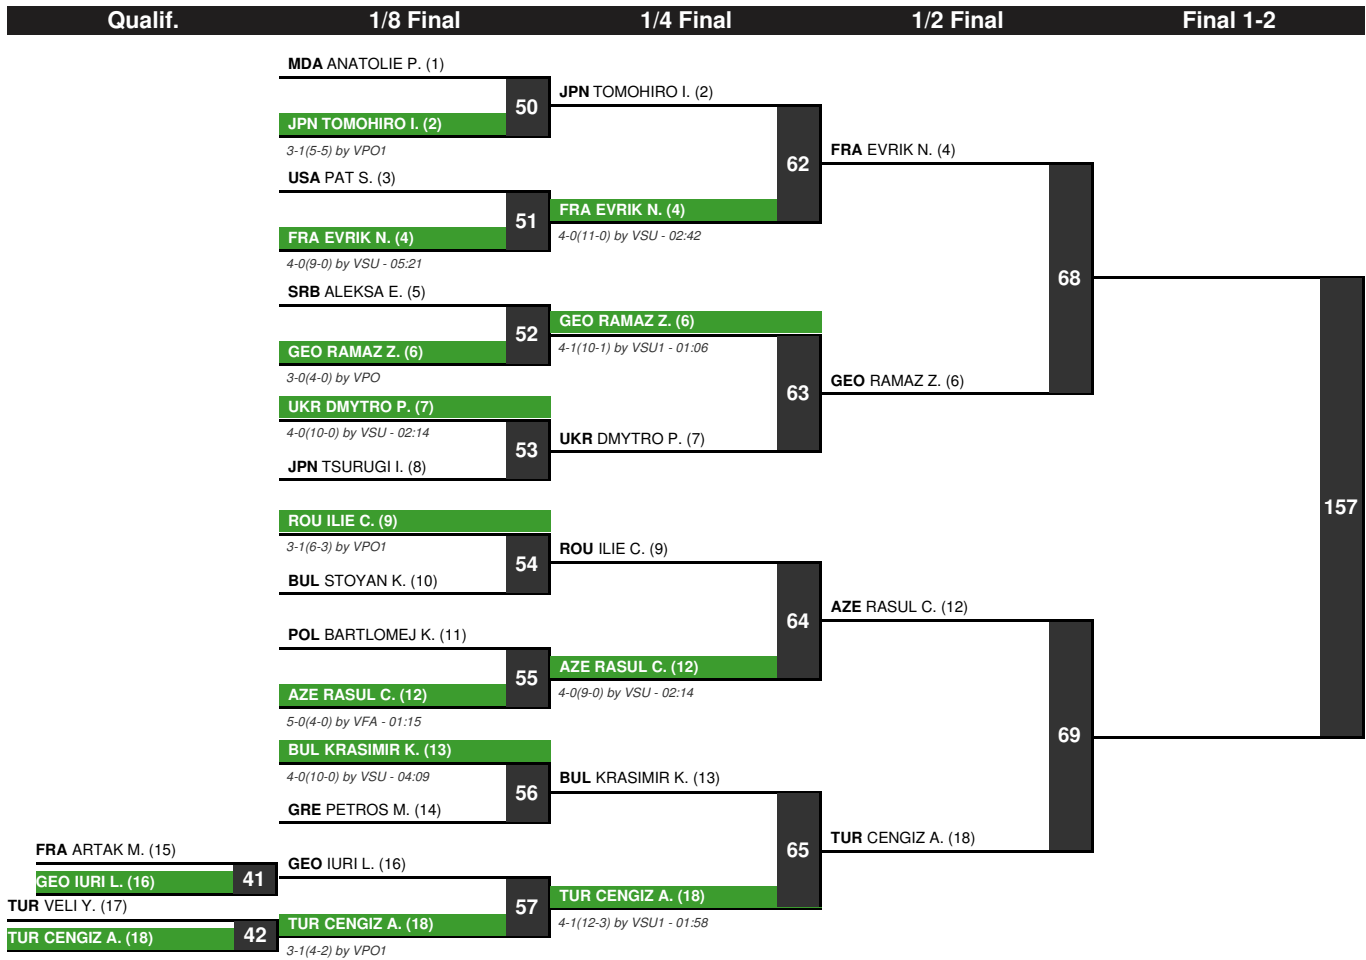 Qualif.
1/8 Final
1/4 Final
1/2 Final
Final 1-2
FRA ARTAK M. (15)
GEO IURI L. (16)
41
TUR VELI Y. (17)
TUR CENGIZ A. (18)
42
MDA ANATOLIE P. (1)
50
JPN TOMOHIRO I. (2)
3-1(5-5) by VPO1
USA PAT S. (3)
51
FRA EVRIK N. (4)
4-0(9-0) by VSU - 05:21
SRB ALEKSA E. (5)
52
GEO RAMAZ Z. (6)
3-0(4-0) by VPO
UKR DMYTRO P. (7)
4-0(10-0) by VSU - 02:14
53
JPN TSURUGI I. (8)
ROU ILIE C. (9)
3-1(6-3) by VPO1
54
BUL STOYAN K. (10)
POL BARTLOMEJ K. (11)
55
AZE RASUL C. (12)
5-0(4-0) by VFA - 01:15
BUL KRASIMIR K. (13)
4-0(10-0) by VSU - 04:09
56
GRE PETROS M. (14)
GEO IURI L. (16)
57
TUR CENGIZ A. (18)
3-1(4-2) by VPO1
JPN TOMOHIRO I. (2)
62
FRA EVRIK N. (4)
4-0(11-0) by VSU - 02:42
GEO RAMAZ Z. (6)
4-1(10-1) by VSU1 - 01:06
63
UKR DMYTRO P. (7)
ROU ILIE C. (9)
64
AZE RASUL C. (12)
4-0(9-0) by VSU - 02:14
BUL KRASIMIR K. (13)
65
TUR CENGIZ A. (18)
4-1(12-3) by VSU1 - 01:58
FRA EVRIK N. (4)
68
GEO RAMAZ Z. (6)
AZE RASUL C. (12)
69
TUR CENGIZ A. (18)
157